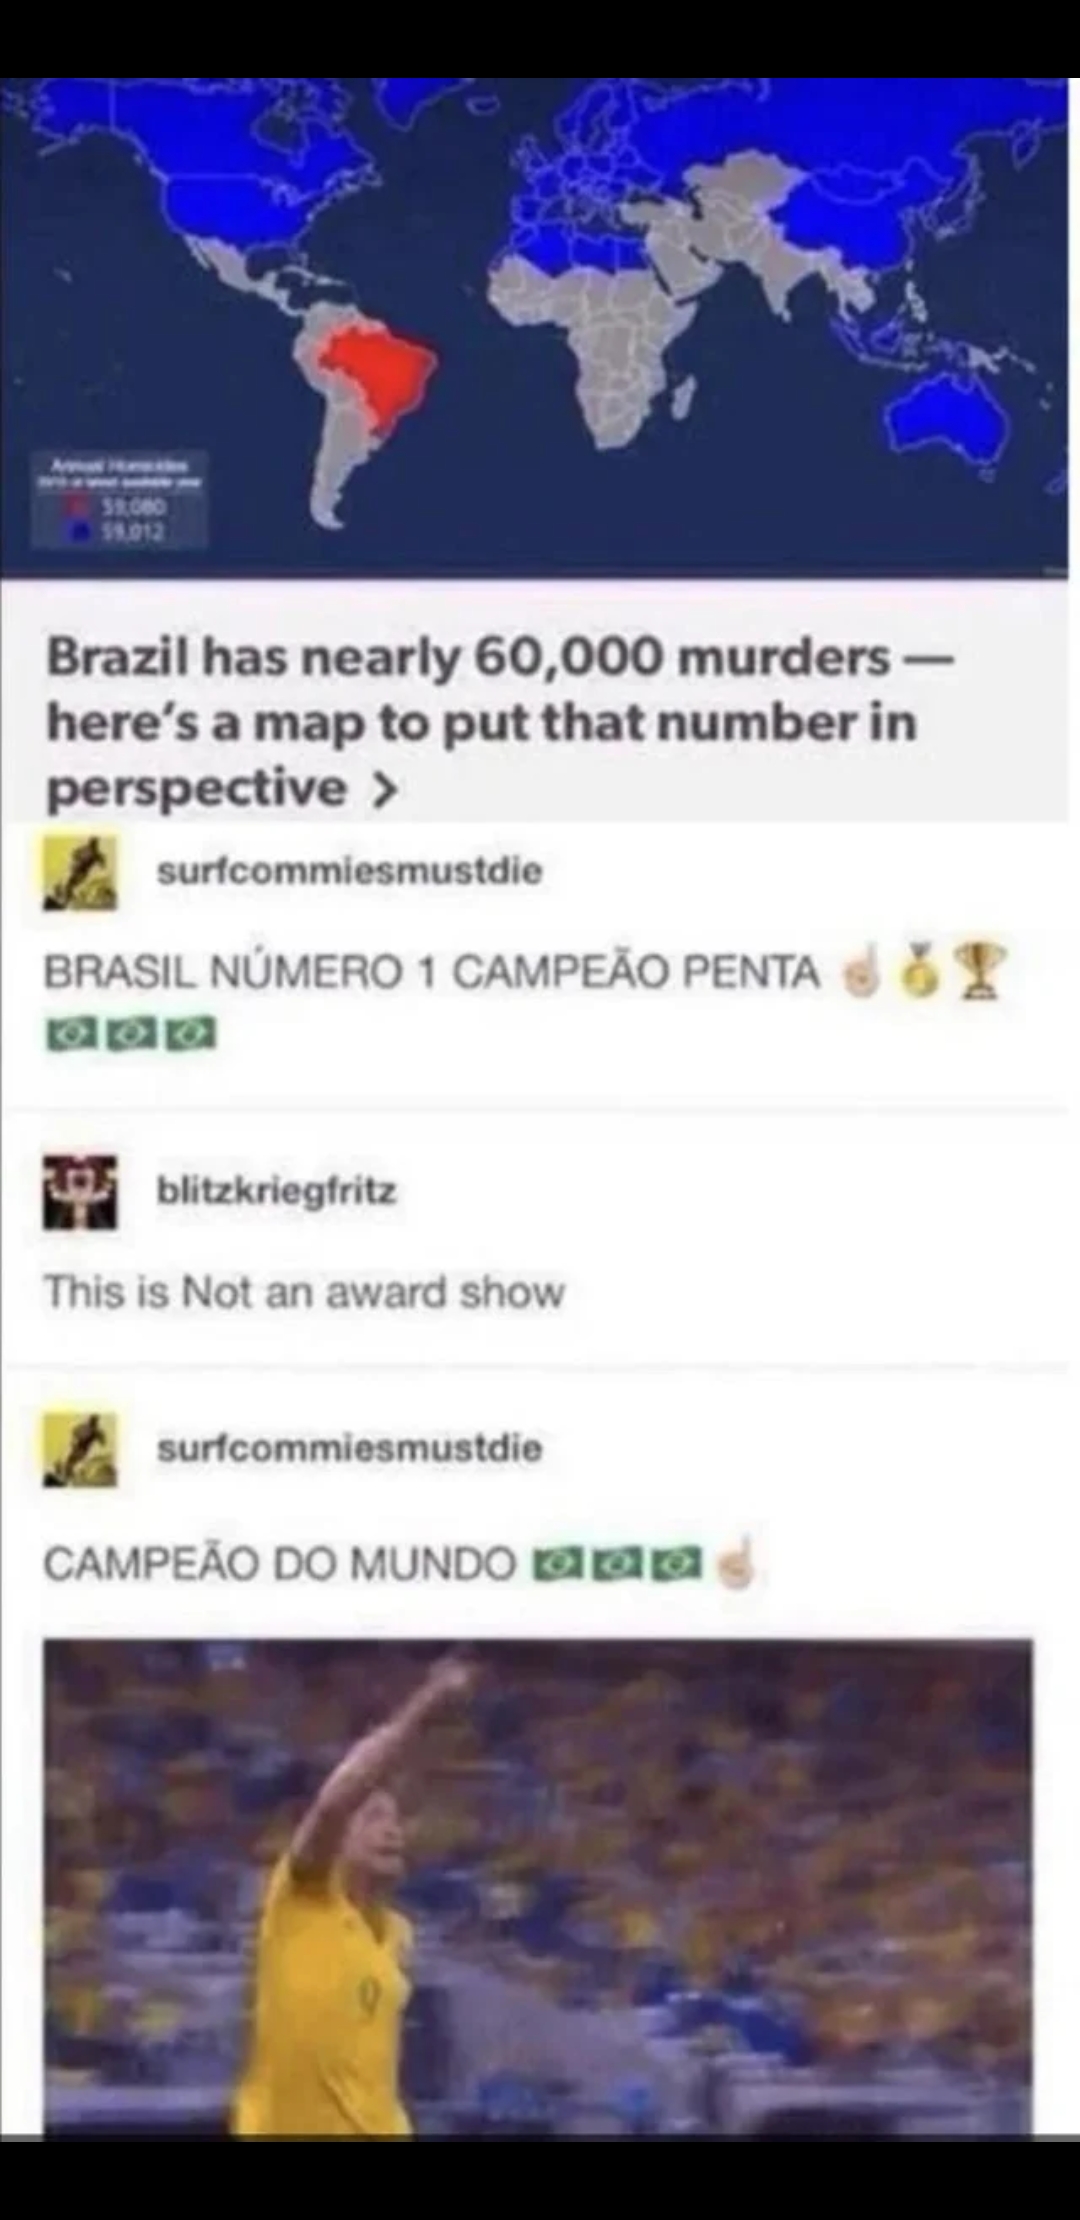 Annual Homicides
59,080
59,012
Brazil has nearly 60,000 murders —
here's a map to put that number in
perspective >
surfcommiesmustdie
BRASIL NÚMERO 1 CAMPEÃO PENTA ☝🏻🏅🏆
🇧🇷🇧🇷🇧🇷
blitzkriegfritz
This is Not an award show
surfcommiesmustdie
CAMPEÃO DO MUNDO 🇧🇷🇧🇷🇧🇷☝🏻
9